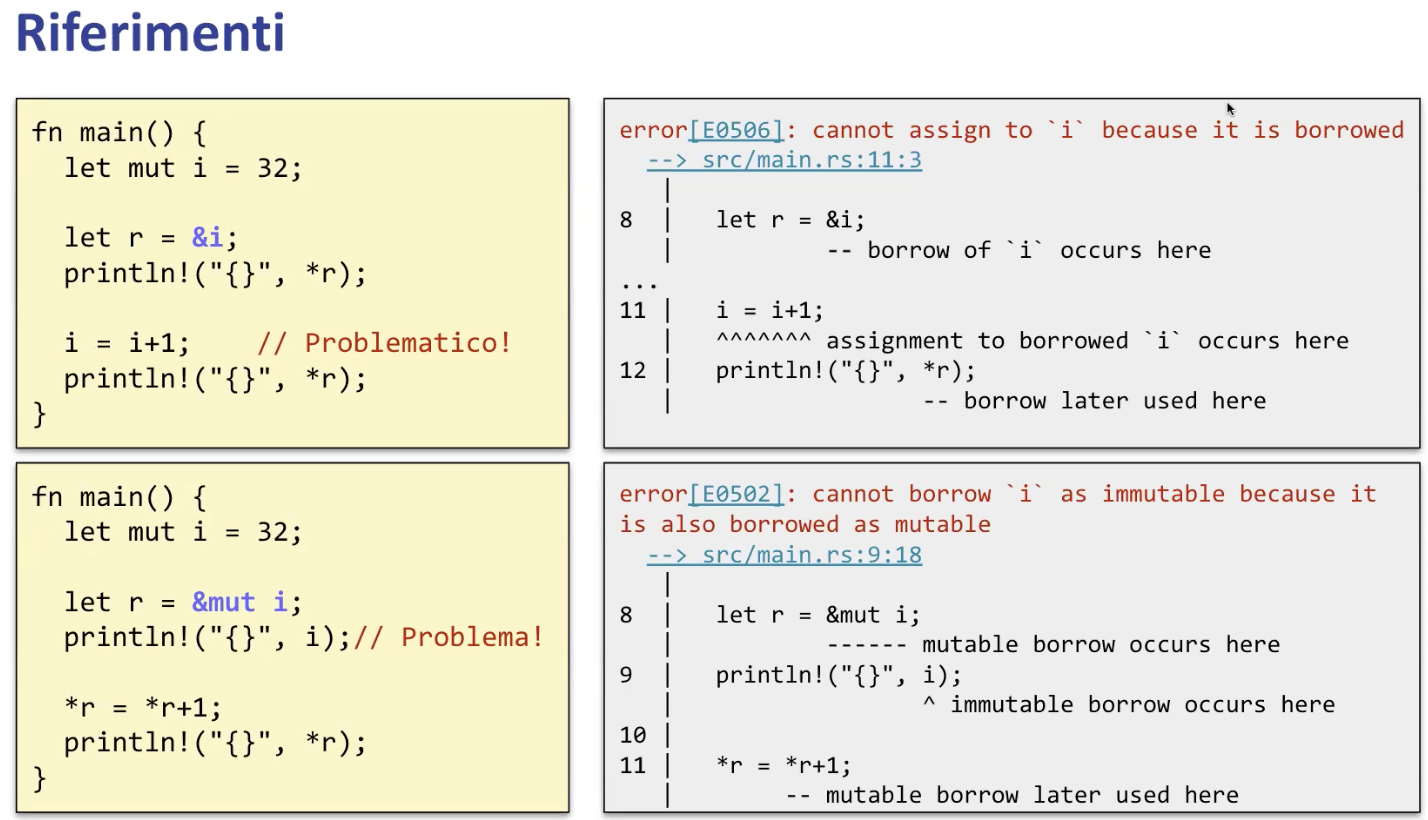 Riferimenti
fn main() {
  let mut i = 32;
  let r = &i;
  println!("{}", *r);
  i = i+1;    // Problematico!
  println!("{}", *r);
}
error[E0506]: cannot assign to `i` because it is borrowed
  --> src/main.rs:11:3
   |
8  |   let r = &i;
   |           -- borrow of `i` occurs here
...
11 |   i = i+1;
   |   ^^^^^^^ assignment to borrowed `i` occurs here
12 |   println!("{}", *r);
   |                  -- borrow later used here
fn main() {
  let mut i = 32;
  let r = &mut i;
  println!("{}", i);// Problema!
  *r = *r+1;
  println!("{}", *r);
}
error[E0502]: cannot borrow `i` as immutable because it
is also borrowed as mutable
  --> src/main.rs:9:18
   |
8  |   let r = &mut i;
   |           ------ mutable borrow occurs here
9  |   println!("{}", i);
   |                  ^ immutable borrow occurs here
10 |
11 |   *r = *r+1;
   |        -- mutable borrow later used here